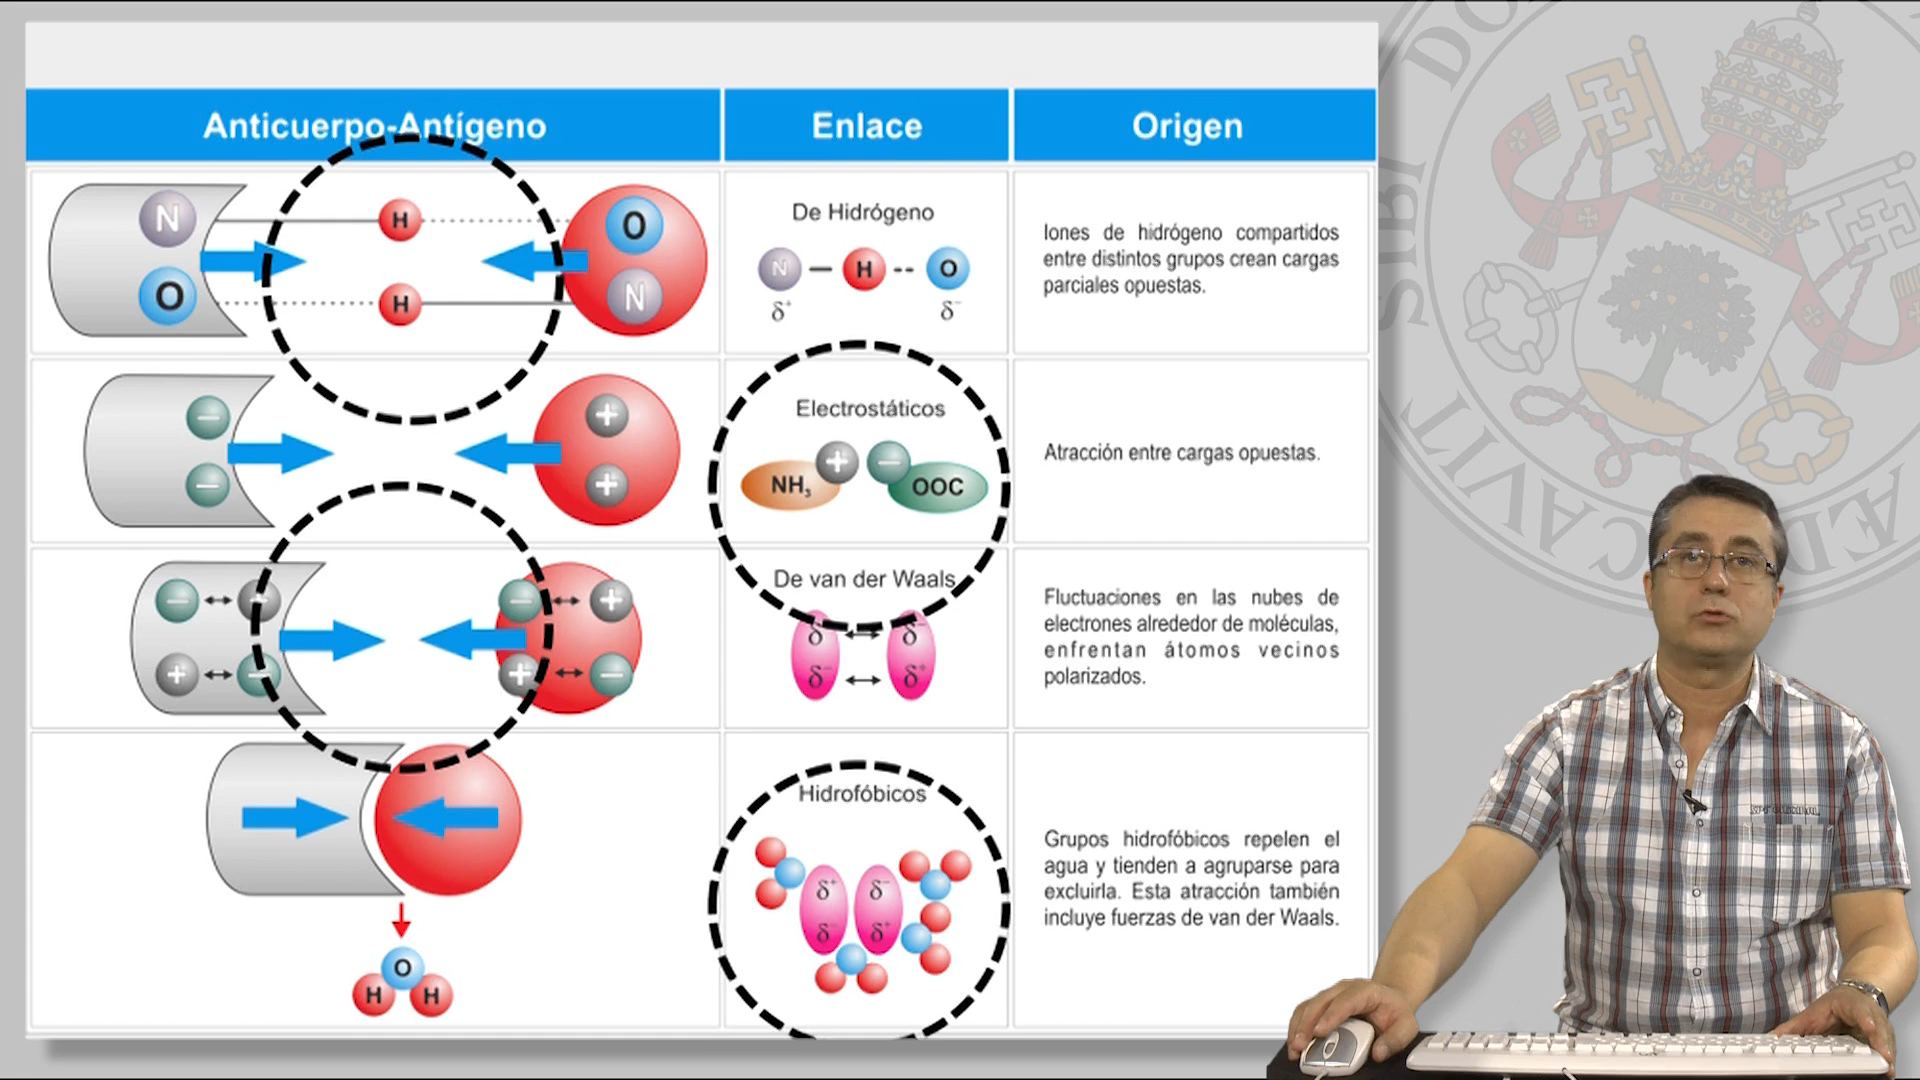 Anticuerpo-Antígeno
Enlace
Origen
N
H
O
O
H
N
De Hidrógeno
N H O
δ⁺ δ⁻
Iones de hidrógeno compartidos
entre distintos grupos crean cargas
parciales opuestas.
− +
− +
Electrostáticos
+ −
NH₃ OOC
Atracción entre cargas opuestas.
− + − +
+ − + −
De van der Waals
δ⁻ δ⁺
Fluctuaciones en las nubes de
electrones alrededor de moléculas,
enfrentan átomos vecinos
polarizados.
O
H H
Hidrofóbicos
δ⁺ δ⁻
δ⁻ δ⁺
Grupos hidrofóbicos repelen el
agua y tienden a agruparse para
excluirla. Esta atracción también
incluye fuerzas de van der Waals.
SIBI
ÆDIFICAVIT